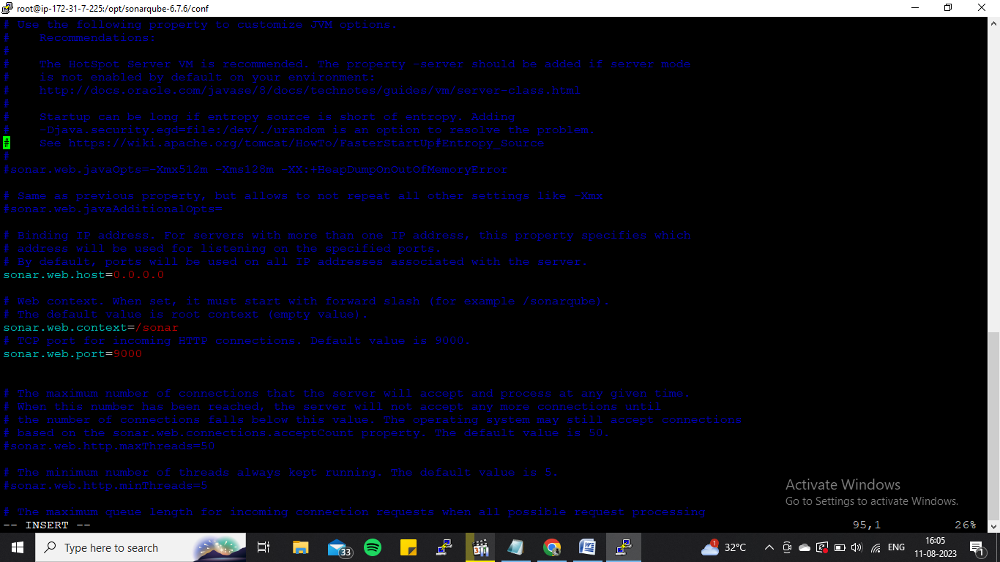 root@ip-172-31-7-225:/opt/sonarqube-6.7.6/conf
# Use the following property to customize JVM options.
#    Recommendations:
#
#    The HotSpot Server VM is recommended. The property -server should be added if server mode
#    is not enabled by default on your environment:
#    http://docs.oracle.com/javase/8/docs/technotes/guides/vm/server-class.html
#
#    Startup can be long if entropy source is short of entropy. Adding
#    -Djava.security.egd=file:/dev/./urandom is an option to resolve the problem.
#    See https://wiki.apache.org/tomcat/HowTo/FasterStartUp#Entropy_Source
#
#sonar.web.javaOpts=-Xmx512m -Xms128m -XX:+HeapDumpOnOutOfMemoryError
# Same as previous property, but allows to not repeat all other settings like -Xmx
#sonar.web.javaAdditionalOpts=
# Binding IP address. For servers with more than one IP address, this property specifies which
# address will be used for listening on the specified ports.
# By default, ports will be used on all IP addresses associated with the server.
sonar.web.host=0.0.0.0
# Web context. When set, it must start with forward slash (for example /sonarqube).
# The default value is root context (empty value).
sonar.web.context=/sonar
# TCP port for incoming HTTP connections. Default value is 9000.
sonar.web.port=9000
# The maximum number of connections that the server will accept and process at any given time.
# When this number has been reached, the server will not accept any more connections until
# the number of connections falls below this value. The operating system may still accept connections
# based on the sonar.web.connections.acceptCount property. The default value is 50.
#sonar.web.http.maxThreads=50
# The minimum number of threads always kept running. The default value is 5.
#sonar.web.http.minThreads=5
# The maximum queue length for incoming connection requests when all possible request processing
-- INSERT -- 95,1 26%
Activate Windows
Go to Settings to activate Windows.
Type here to search
33
1
32°C
ENG
16:05
11-08-2023
1